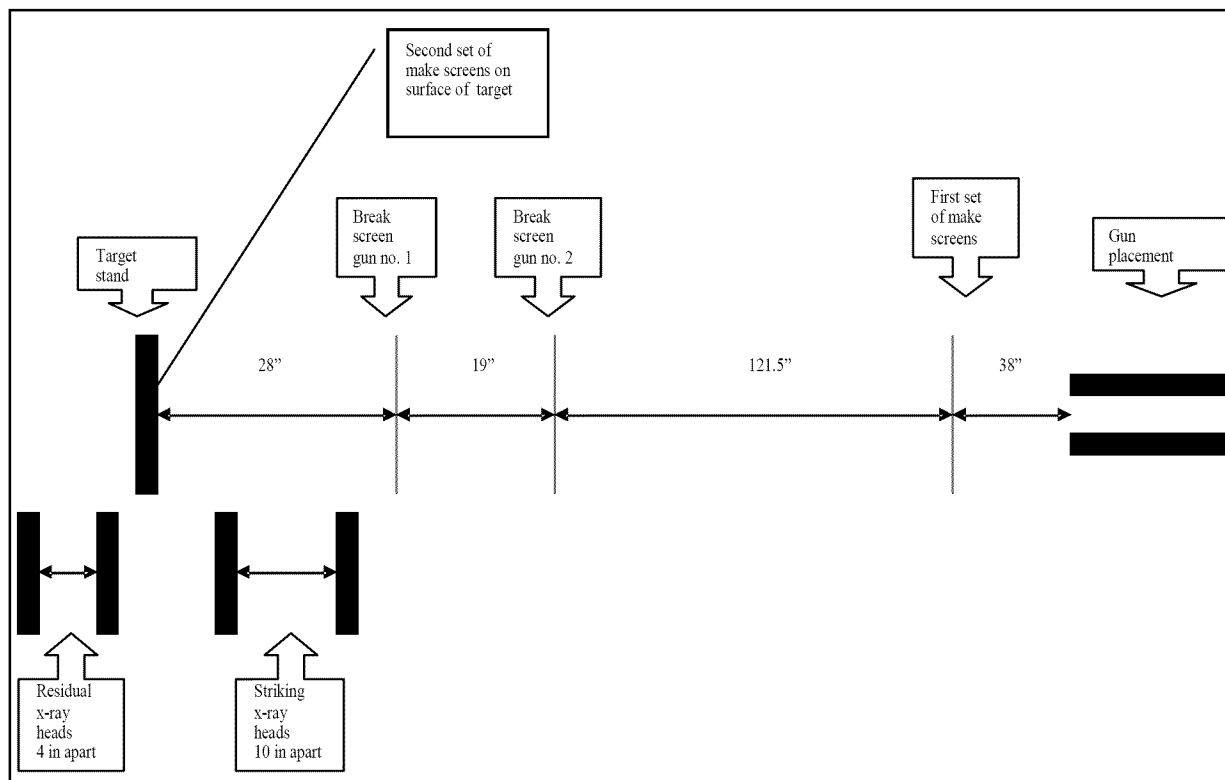 Second set of
make screens on
surface of target
Target
stand
Break
screen
gun no. 1
Break
screen
gun no. 2
First set
of make
screens
Gun
placement
28”
19”
121.5”
38”
Residual
x-ray
heads
4 in apart
Striking
x-ray
heads
10 in apart